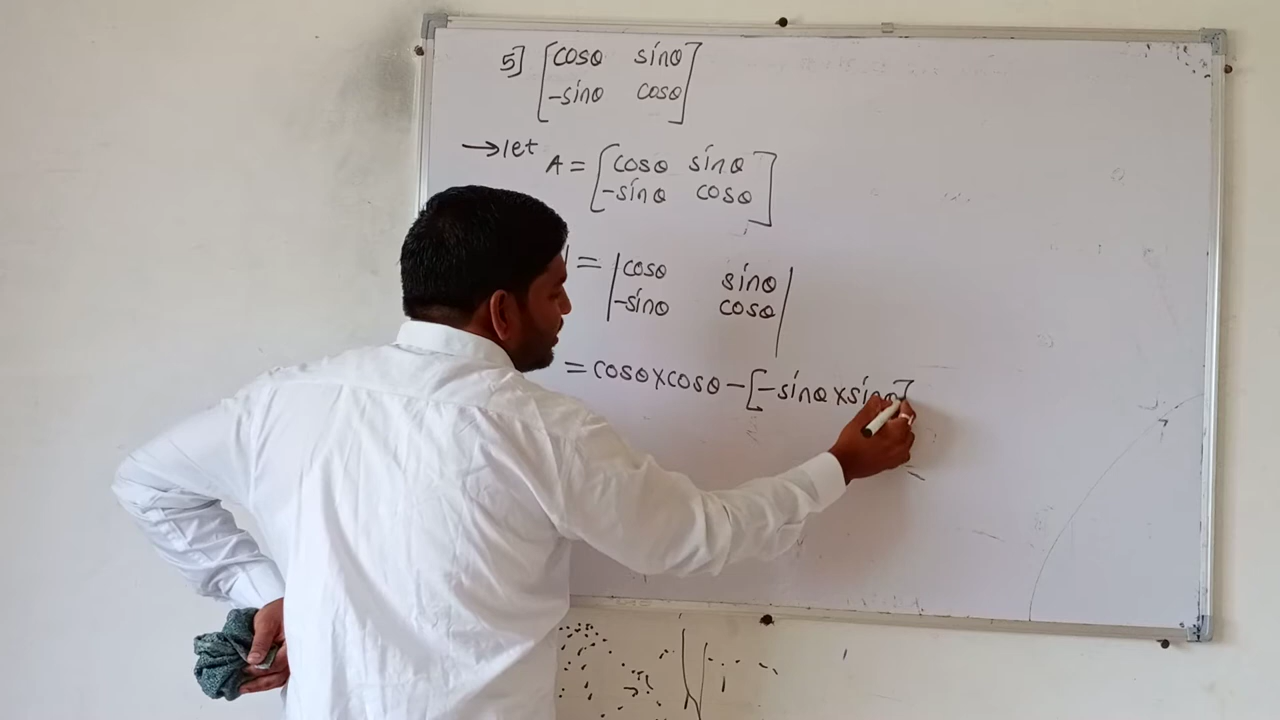 5] [cosθ sinθ
-sinθ cosθ]
→let A = [cosθ sinθ
-sinθ cosθ]
= |cosθ sinθ
-sinθ cosθ|
= cosθ×cosθ - [-sinθ×sinθ]